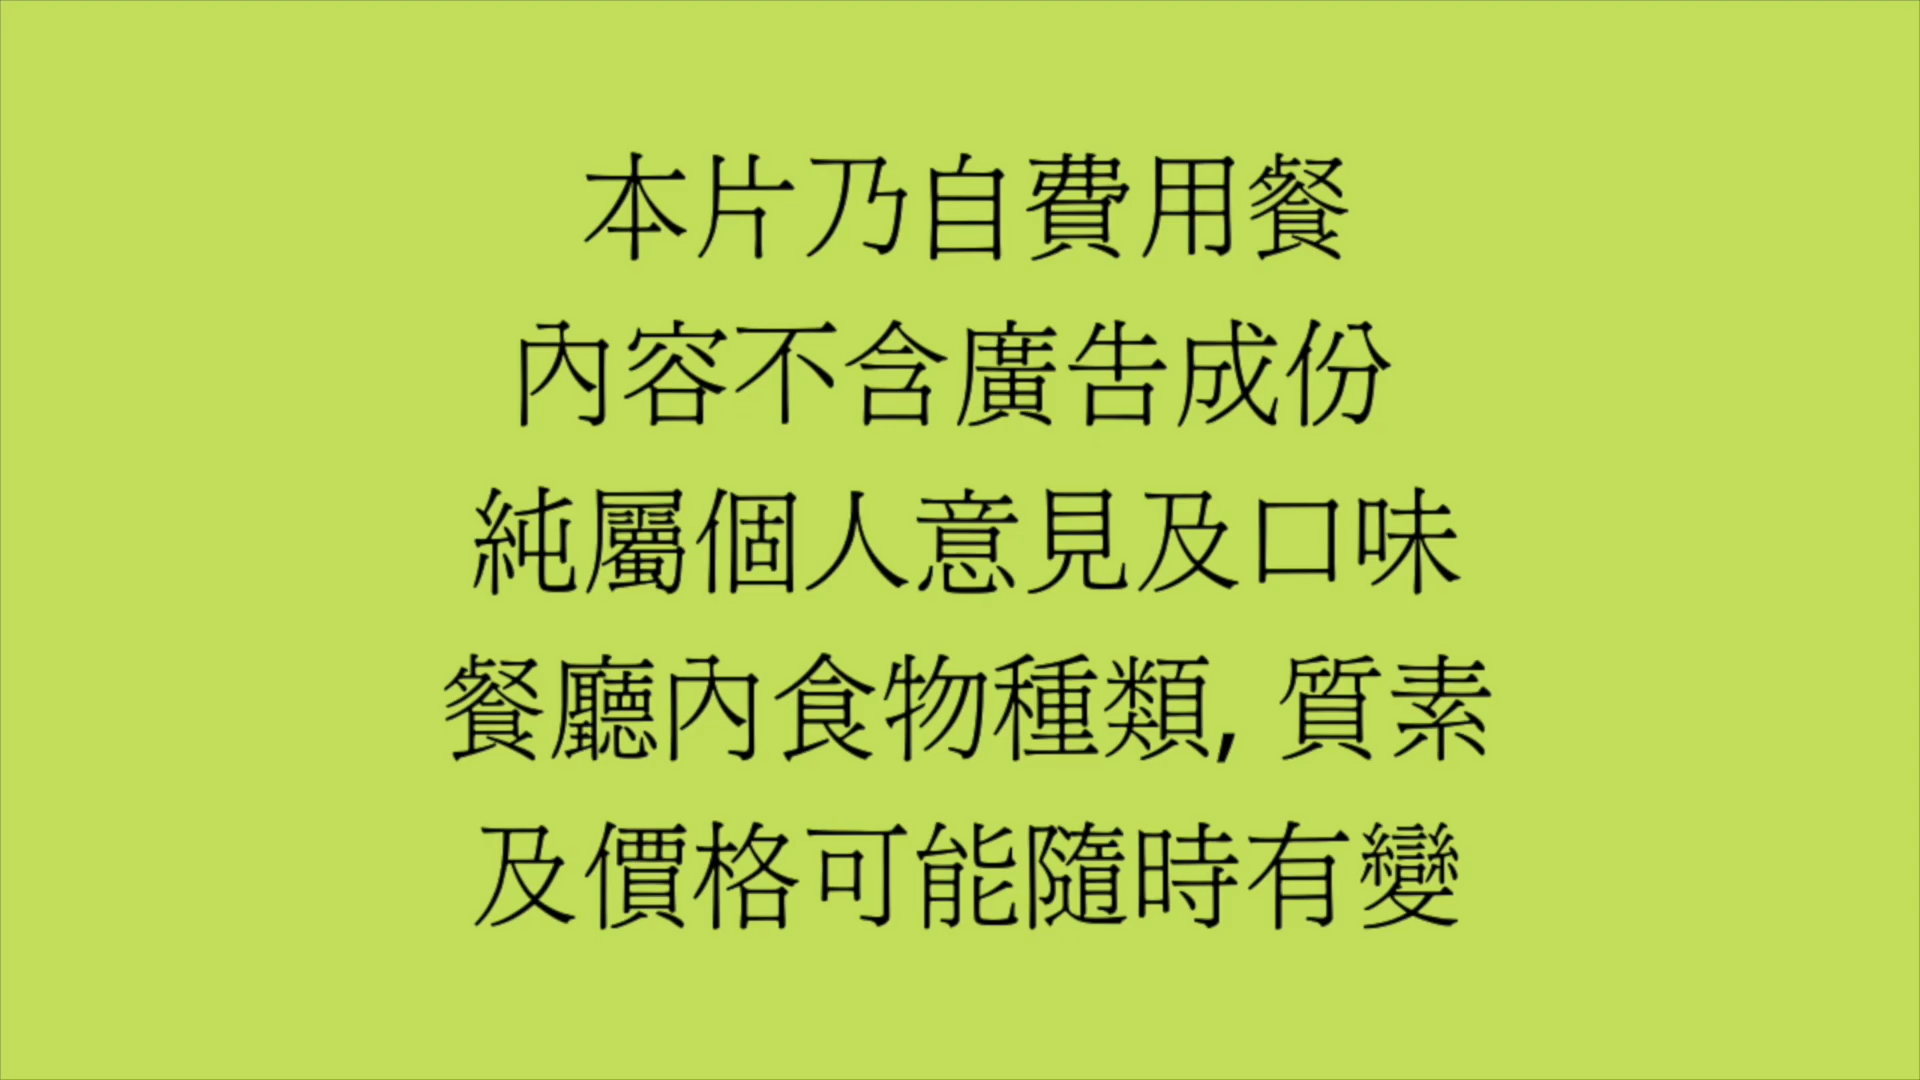 本片乃自費用餐
內容不含廣告成份
純屬個人意見及口味
餐廳內食物種類, 質素
及價格可能隨時有變